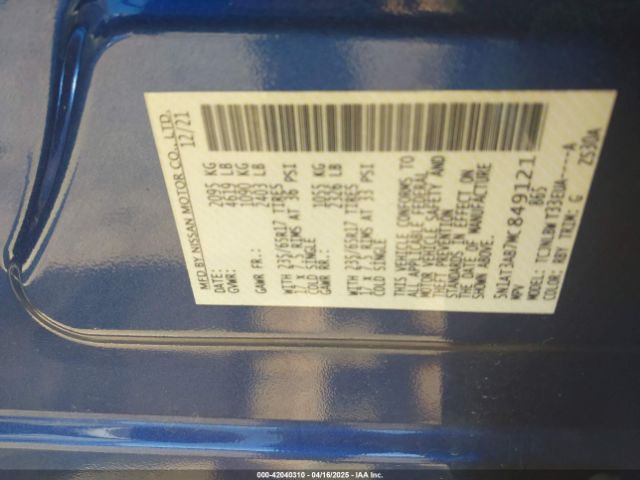 MFD BY NISSAN MOTOR CO., LTD.
DATE: 12/21
GVWR: 2095 KG
4619 LB
GAWR FR: 1090 KG
2403 LB
WITH 235/65R17 TIRES
17 X 7.5 RIMS AT 36 PSI
COLD SINGLE
GAWR RR: 1055 KG
2326 LB
WITH 235/65R17 TIRES
17 X 7.5 RIMS AT 33 PSI
COLD SINGLE
THIS VEHICLE CONFORMS TO
ALL APPLICABLE FEDERAL
MOTOR VEHICLE SAFETY AND
THEFT PREVENTION
STANDARDS IN EFFECT ON
THE DATE OF MANUFACTURE
SHOWN ABOVE.
5N1AT3AB7MC849121
MPV 865
MODEL: TCJNLBW T33EUA----A
COLOR: RBY TRIM: G 2S30A
000-42040310 - 04/16/2025 - IAA Inc.